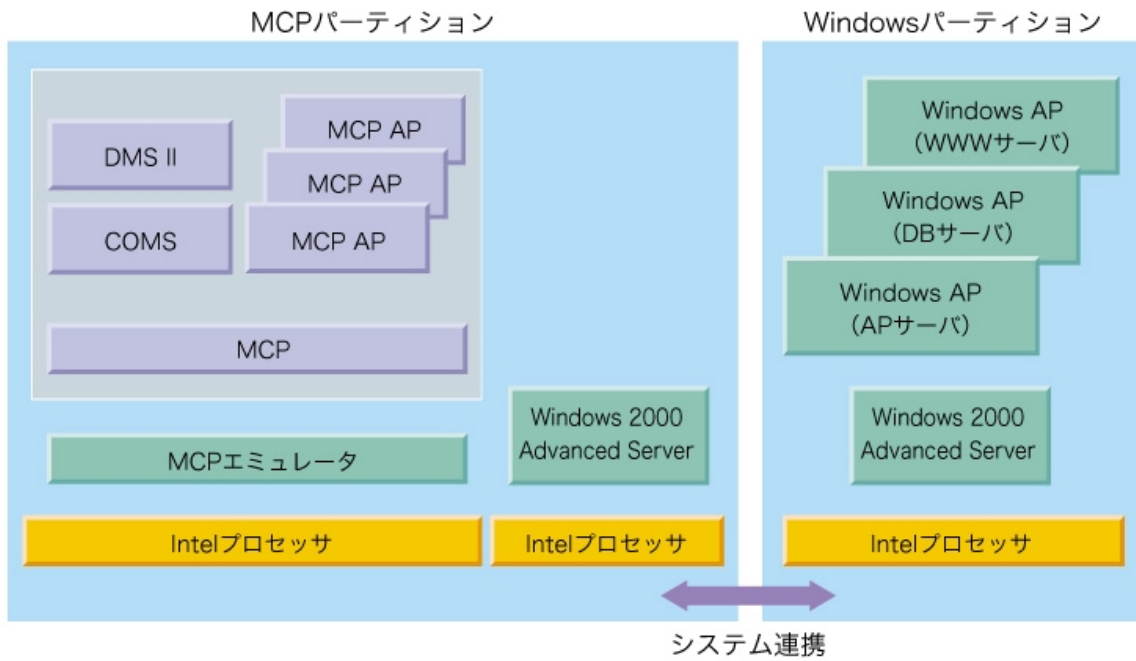 MCPパーティション
DMS II
COMS
MCP AP
MCP AP
MCP AP
MCP
MCPエミュレータ
Windows 2000
Advanced Server
Intelプロセッサ
Intelプロセッサ
Windowsパーティション
Windows AP
（WWWサーバ）
Windows AP
（DBサーバ）
Windows AP
（APサーバ）
Windows 2000
Advanced Server
Intelプロセッサ
システム連携